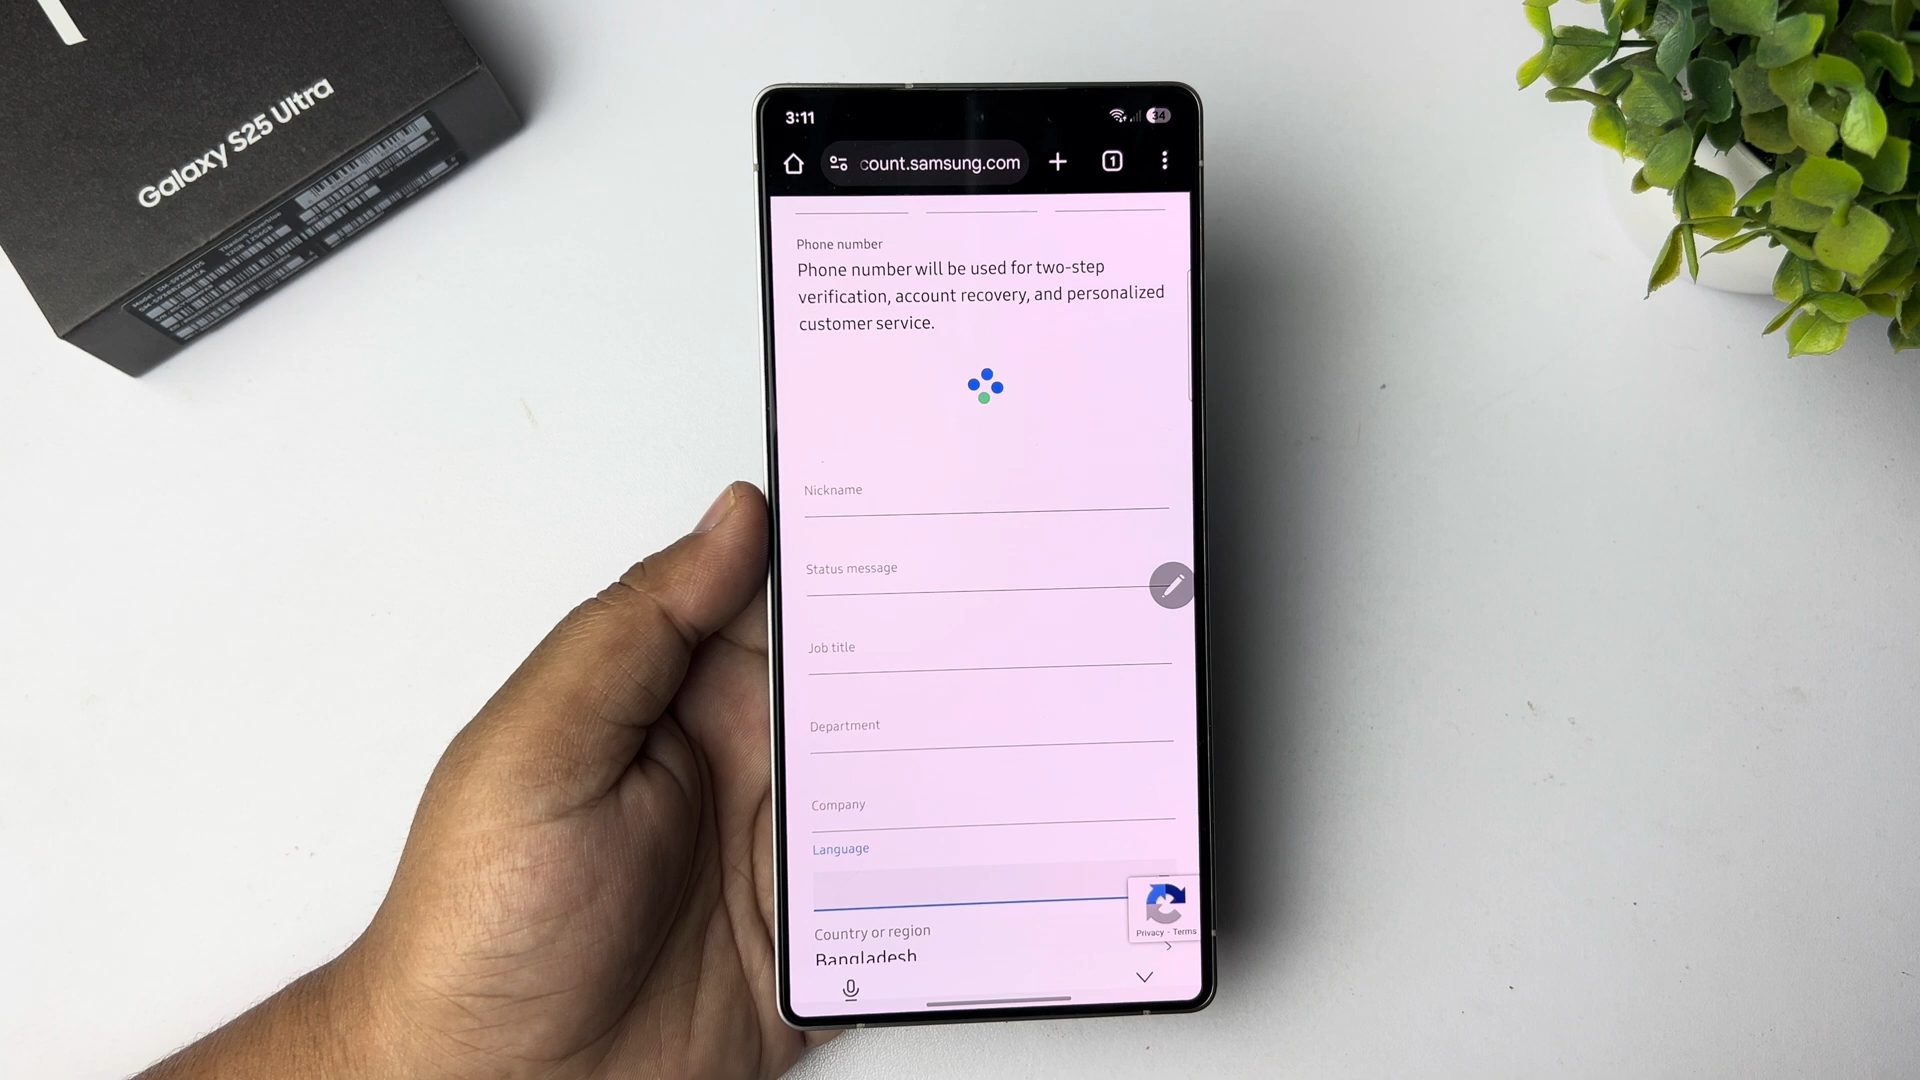 Galaxy S25 Ultra
3:11
34
count.samsung.com
1
Phone number
Phone number will be used for two-step
verification, account recovery, and personalized
customer service.
Nickname
Status message
Job title
Department
Company
Language
Privacy - Terms
Country or region
Bangladesh